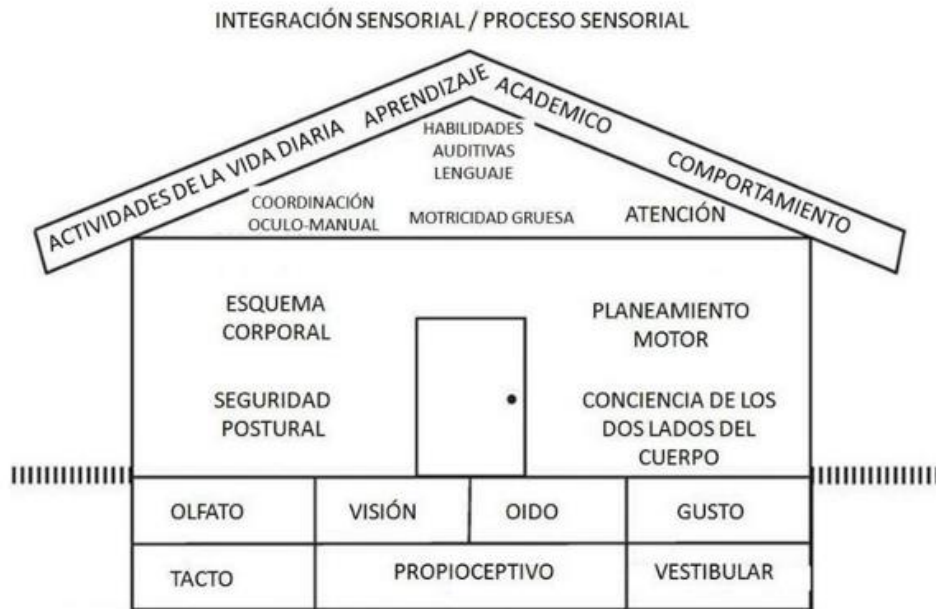 INTEGRACIÓN SENSORIAL / PROCESO SENSORIAL
ACTIVIDADES DE LA VIDA DIARIA APRENDIZAJE
ACADEMICO COMPORTAMIENTO
HABILIDADES
AUDITIVAS
LENGUAJE
COORDINACIÓN
OCULO-MANUAL
MOTRICIDAD GRUESA
ATENCIÓN
ESQUEMA
CORPORAL
PLANEAMIENTO
MOTOR
SEGURIDAD
POSTURAL
CONCIENCIA DE LOS
DOS LADOS DEL
CUERPO
OLFATO
VISIÓN
OIDO
GUSTO
TACTO
PROPIOCEPTIVO
VESTIBULAR